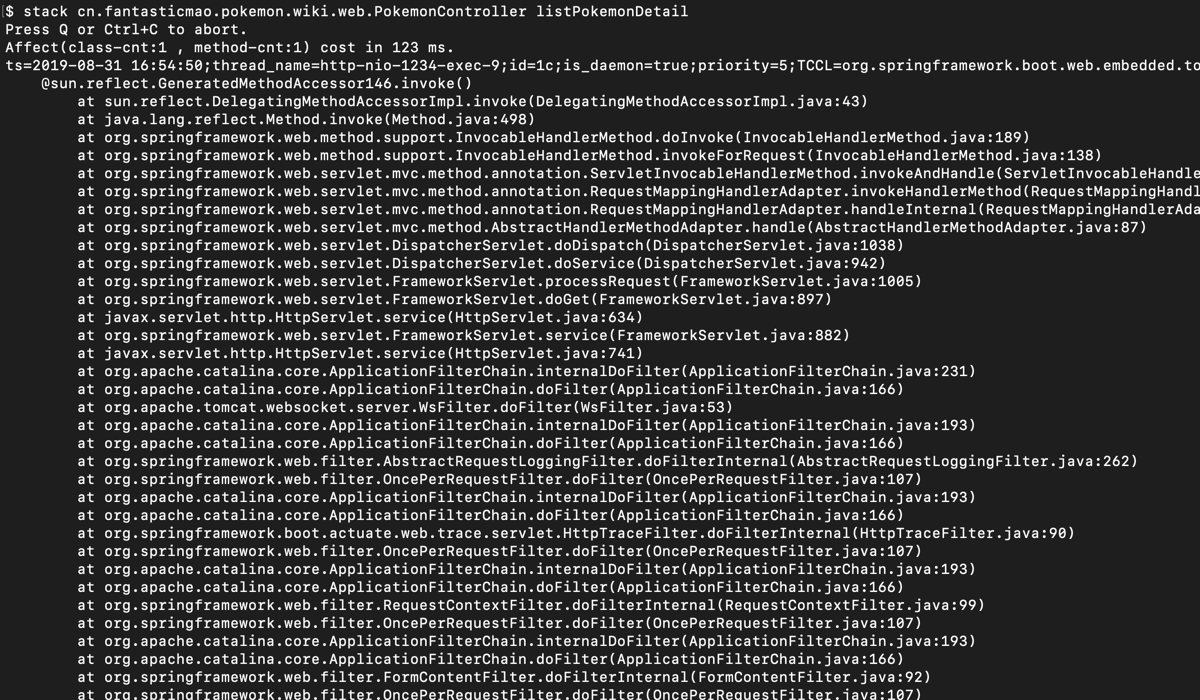 $ stack cn.fantasticmao.pokemon.wiki.web.PokemonController listPokemonDetail
Press Q or Ctrl+C to abort.
Affect(class-cnt:1 , method-cnt:1) cost in 123 ms.
ts=2019-08-31 16:54:50;thread_name=http-nio-1234-exec-9;id=1c;is_daemon=true;priority=5;TCCL=org.springframework.boot.web.embedded.to
@sun.reflect.GeneratedMethodAccessor146.invoke()
at sun.reflect.DelegatingMethodAccessorImpl.invoke(DelegatingMethodAccessorImpl.java:43)
at java.lang.reflect.Method.invoke(Method.java:498)
at org.springframework.web.method.support.InvocableHandlerMethod.doInvoke(InvocableHandlerMethod.java:189)
at org.springframework.web.method.support.InvocableHandlerMethod.invokeForRequest(InvocableHandlerMethod.java:138)
at org.springframework.web.servlet.mvc.method.annotation.ServletInvocableHandlerMethod.invokeAndHandle(ServletInvocableHandle
at org.springframework.web.servlet.mvc.method.annotation.RequestMappingHandlerAdapter.invokeHandlerMethod(RequestMappingHandl
at org.springframework.web.servlet.mvc.method.annotation.RequestMappingHandlerAdapter.handleInternal(RequestMappingHandlerAda
at org.springframework.web.servlet.mvc.method.AbstractHandlerMethodAdapter.handle(AbstractHandlerMethodAdapter.java:87)
at org.springframework.web.servlet.DispatcherServlet.doDispatch(DispatcherServlet.java:1038)
at org.springframework.web.servlet.DispatcherServlet.doService(DispatcherServlet.java:942)
at org.springframework.web.servlet.FrameworkServlet.processRequest(FrameworkServlet.java:1005)
at org.springframework.web.servlet.FrameworkServlet.doGet(FrameworkServlet.java:897)
at javax.servlet.http.HttpServlet.service(HttpServlet.java:634)
at org.springframework.web.servlet.FrameworkServlet.service(FrameworkServlet.java:882)
at javax.servlet.http.HttpServlet.service(HttpServlet.java:741)
at org.apache.catalina.core.ApplicationFilterChain.internalDoFilter(ApplicationFilterChain.java:231)
at org.apache.catalina.core.ApplicationFilterChain.doFilter(ApplicationFilterChain.java:166)
at org.apache.tomcat.websocket.server.WsFilter.doFilter(WsFilter.java:53)
at org.apache.catalina.core.ApplicationFilterChain.internalDoFilter(ApplicationFilterChain.java:193)
at org.apache.catalina.core.ApplicationFilterChain.doFilter(ApplicationFilterChain.java:166)
at org.springframework.web.filter.AbstractRequestLoggingFilter.doFilterInternal(AbstractRequestLoggingFilter.java:262)
at org.springframework.web.filter.OncePerRequestFilter.doFilter(OncePerRequestFilter.java:107)
at org.apache.catalina.core.ApplicationFilterChain.internalDoFilter(ApplicationFilterChain.java:193)
at org.apache.catalina.core.ApplicationFilterChain.doFilter(ApplicationFilterChain.java:166)
at org.springframework.boot.actuate.web.trace.servlet.HttpTraceFilter.doFilterInternal(HttpTraceFilter.java:90)
at org.springframework.web.filter.OncePerRequestFilter.doFilter(OncePerRequestFilter.java:107)
at org.apache.catalina.core.ApplicationFilterChain.internalDoFilter(ApplicationFilterChain.java:193)
at org.apache.catalina.core.ApplicationFilterChain.doFilter(ApplicationFilterChain.java:166)
at org.springframework.web.filter.RequestContextFilter.doFilterInternal(RequestContextFilter.java:99)
at org.springframework.web.filter.OncePerRequestFilter.doFilter(OncePerRequestFilter.java:107)
at org.apache.catalina.core.ApplicationFilterChain.internalDoFilter(ApplicationFilterChain.java:193)
at org.apache.catalina.core.ApplicationFilterChain.doFilter(ApplicationFilterChain.java:166)
at org.springframework.web.filter.FormContentFilter.doFilterInternal(FormContentFilter.java:92)
at org.springframework.web.filter.OncePerRequestFilter.doFilter(OncePerRequestFilter.java:107)